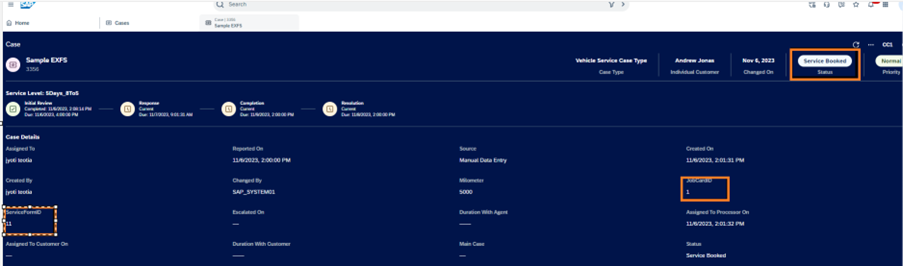 SAP
Search
Home
Cases
Case | 3356
Sample EXFS
Case
CC1
Sample EXFS
3356
Vehicle Service Case Type
Case Type
Andrew Jonas
Individual Customer
Nov 6, 2023
Changed On
Service Booked
Status
Normal
Priority
Service Level: 5Days_8To5
Initial Review
Completed 11/6/2023, 2:04:14 PM
Due: 11/6/2023, 4:00:00 PM
Response
Current
Due: 11/7/2023, 9:01:31 AM
Completion
Current
Due: 11/8/2023, 2:00:00 PM
Resolution
Current
Due: 11/8/2023, 2:00:00 PM
Case Details
Assigned To
jyoti teotia
Reported On
11/6/2023, 2:00:00 PM
Source
Manual Data Entry
Created On
11/6/2023, 2:01:31 PM
Created By
jyoti teotia
Changed By
SAP_SYSTEM01
Milometer
5000
JobCardID
1
ServicePointID
11
Escalated On
—
Duration With Agent
——
Assigned To Processor On
11/6/2023, 2:01:32 PM
Assigned To Customer On
—
Duration With Customer
——
Main Case
—
Status
Service Booked